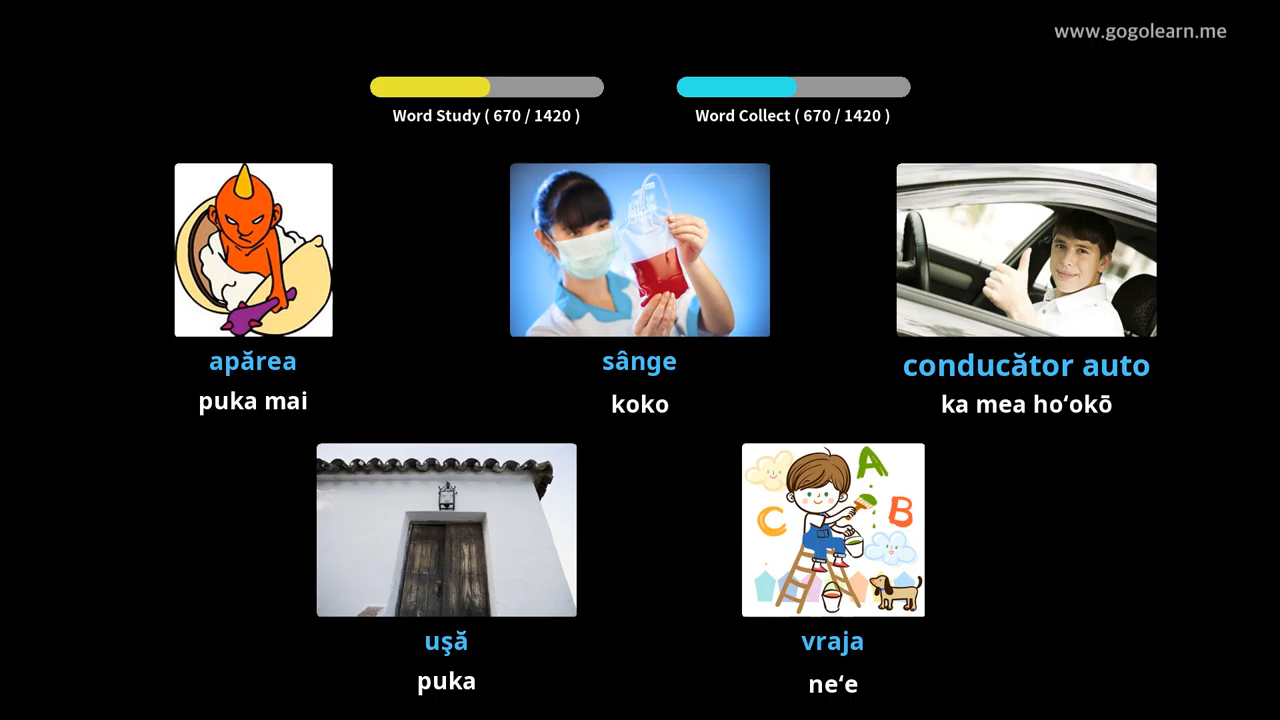 www.gogolearn.me
Word Study ( 670 / 1420 )
Word Collect ( 670 / 1420 )
apărea
puka mai
sânge
koko
conducător auto
ka mea hoʻokō
uşă
puka
vraja
neʻe
A
B
C